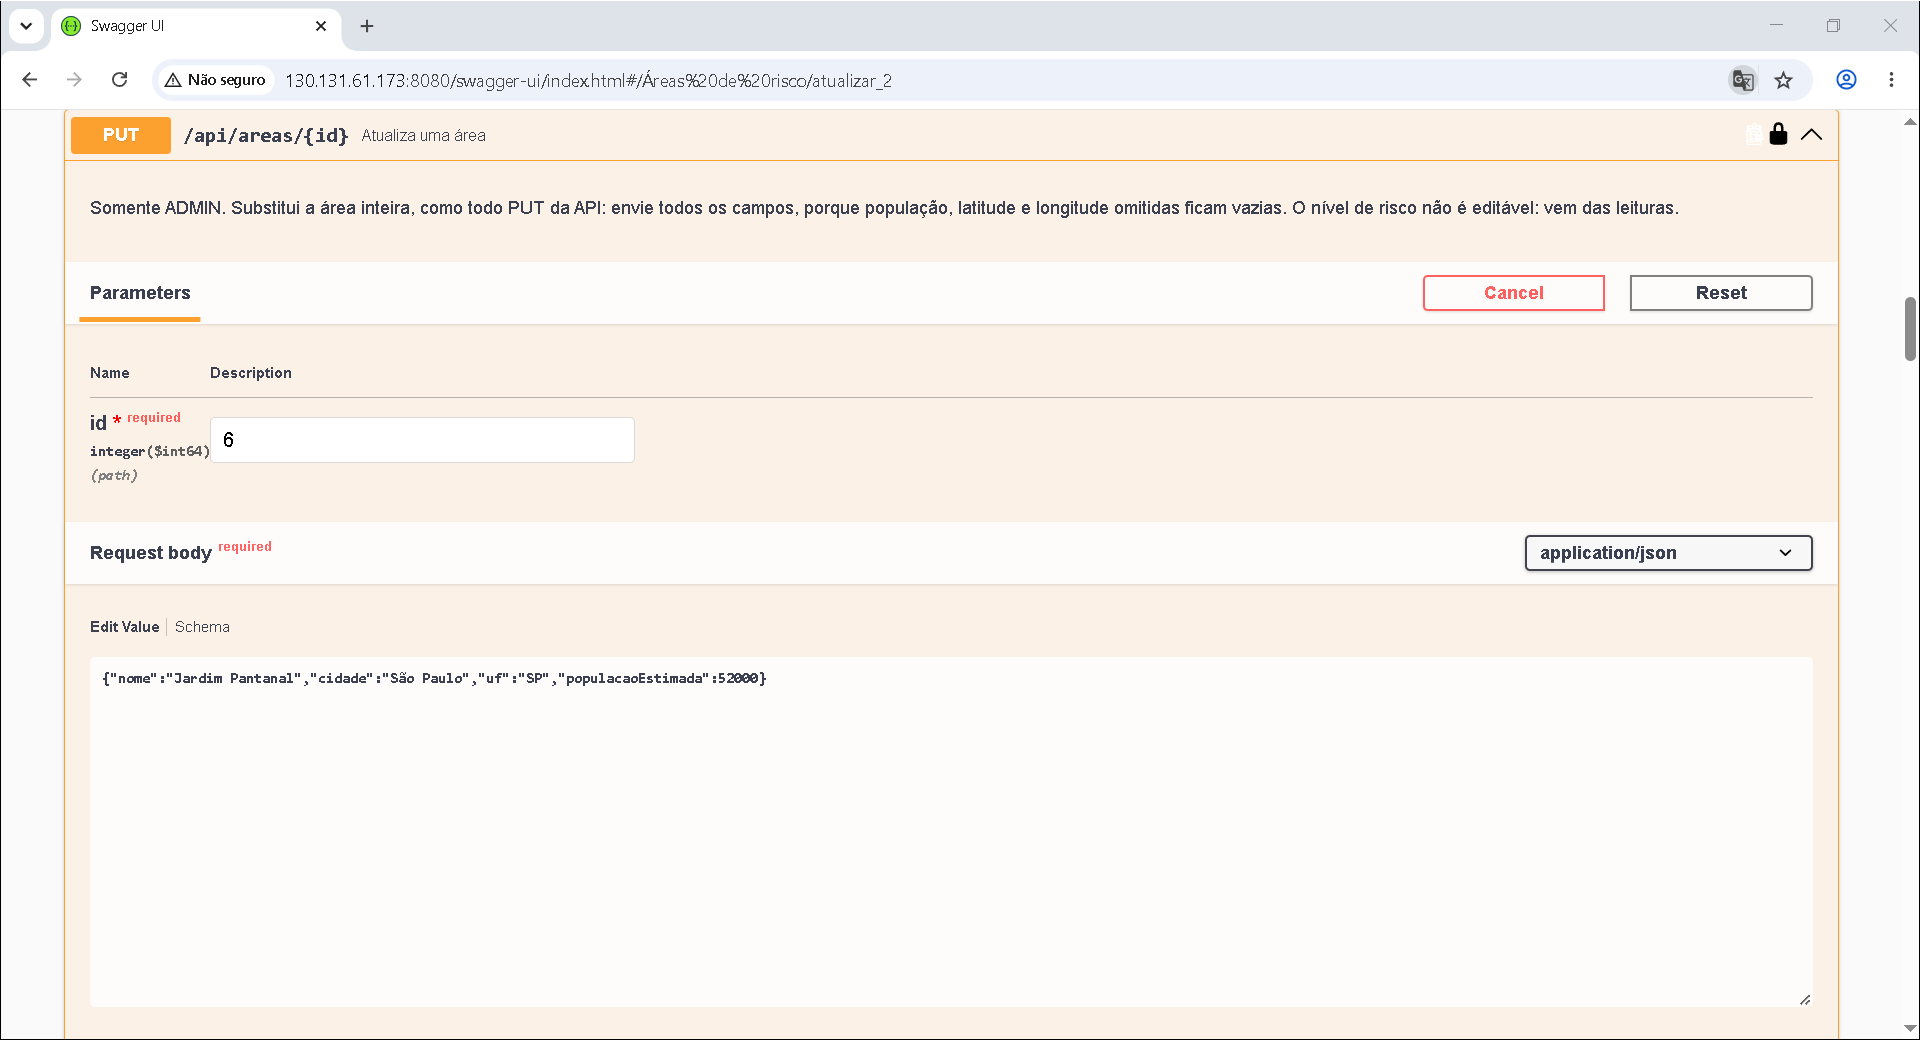 Swagger UI
Não seguro 130.131.61.173:8080/swagger-ui/index.html#/Áreas%20de%20risco/atualizar_2
PUT /api/areas/{id} Atualiza uma área
Somente ADMIN. Substitui a área inteira, como todo PUT da API: envie todos os campos, porque população, latitude e longitude omitidas ficam vazias. O nível de risco não é editável: vem das leituras.
Parameters Cancel Reset
Name Description
id * required
integer($int64) 6
(path)
Request body required application/json
Edit Value Schema
{"nome":"Jardim Pantanal","cidade":"São Paulo","uf":"SP","populacaoEstimada":52000}